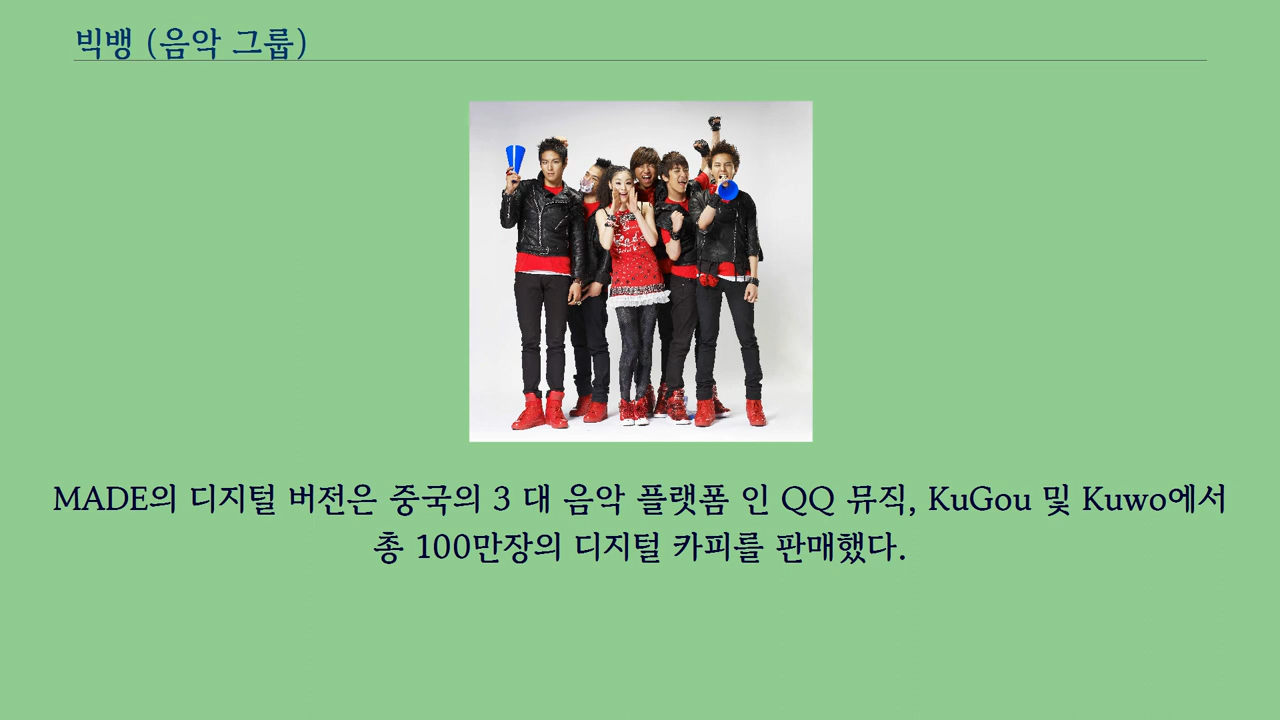 빅뱅 (음악 그룹)
MADE의 디지털 버전은 중국의 3 대 음악 플랫폼 인 QQ 뮤직, KuGou 및 Kuwo에서
총 100만장의 디지털 카피를 판매했다.